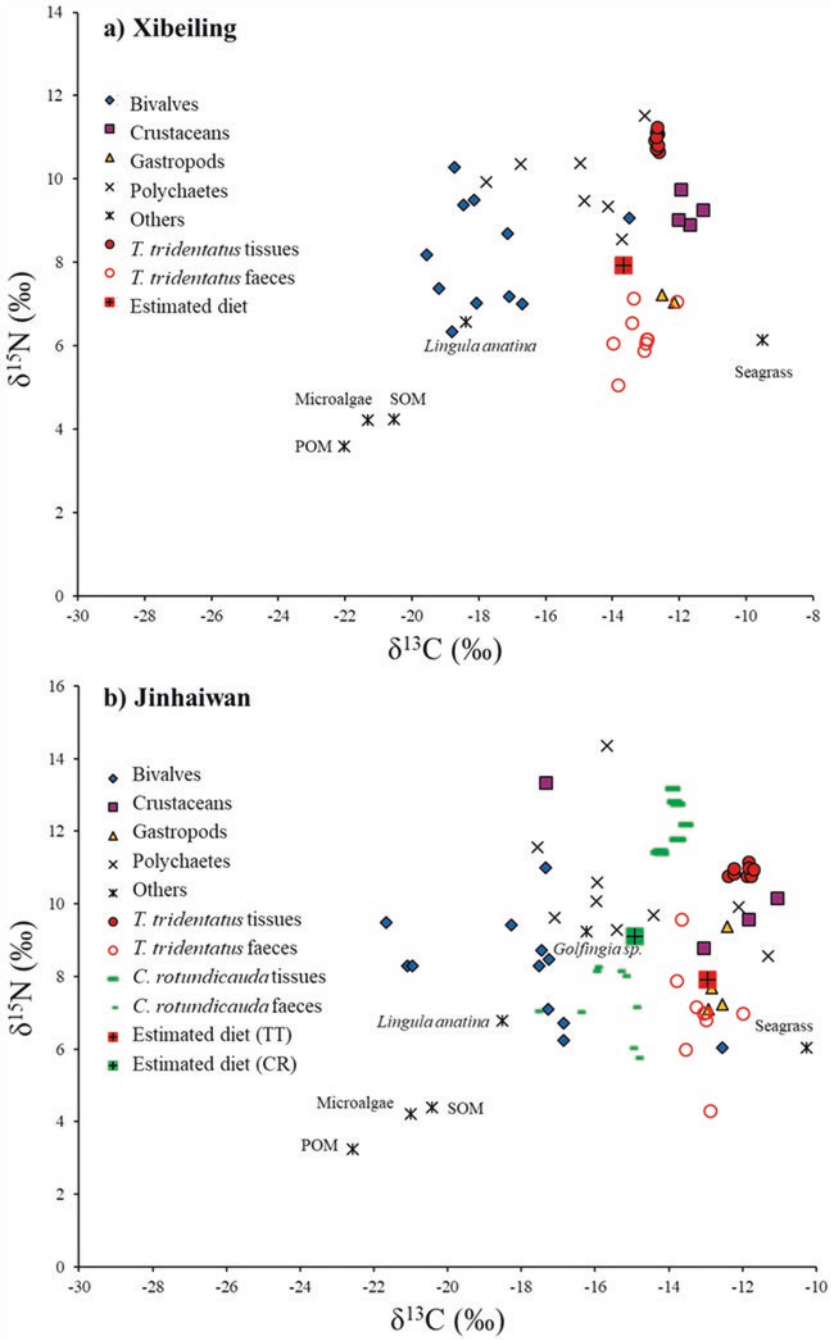 a) Xibeiling
14
12
10
8
6
4
2
0
δ15N (‰)
Bivalves
Crustaceans
Gastropods
Polychaetes
Others
T. tridentatus tissues
T. tridentatus faeces
Estimated diet
Lingula anatina
Seagrass
Microalgae SOM
POM
-30 -28 -26 -24 -22 -20 -18 -16 -14 -12 -10 -8
δ13C (‰)
b) Jinhaiwan
16
14
12
10
8
6
4
2
0
δ15N (‰)
Bivalves
Crustaceans
Gastropods
Polychaetes
Others
T. tridentatus tissues
T. tridentatus faeces
C. rotundicauda tissues
C. rotundicauda faeces
Estimated diet (TT)
Estimated diet (CR)
Golfingia sp.
Lingula anatina
Seagrass
Microalgae
SOM
POM
-30 -28 -26 -24 -22 -20 -18 -16 -14 -12 -10
δ13C (‰)